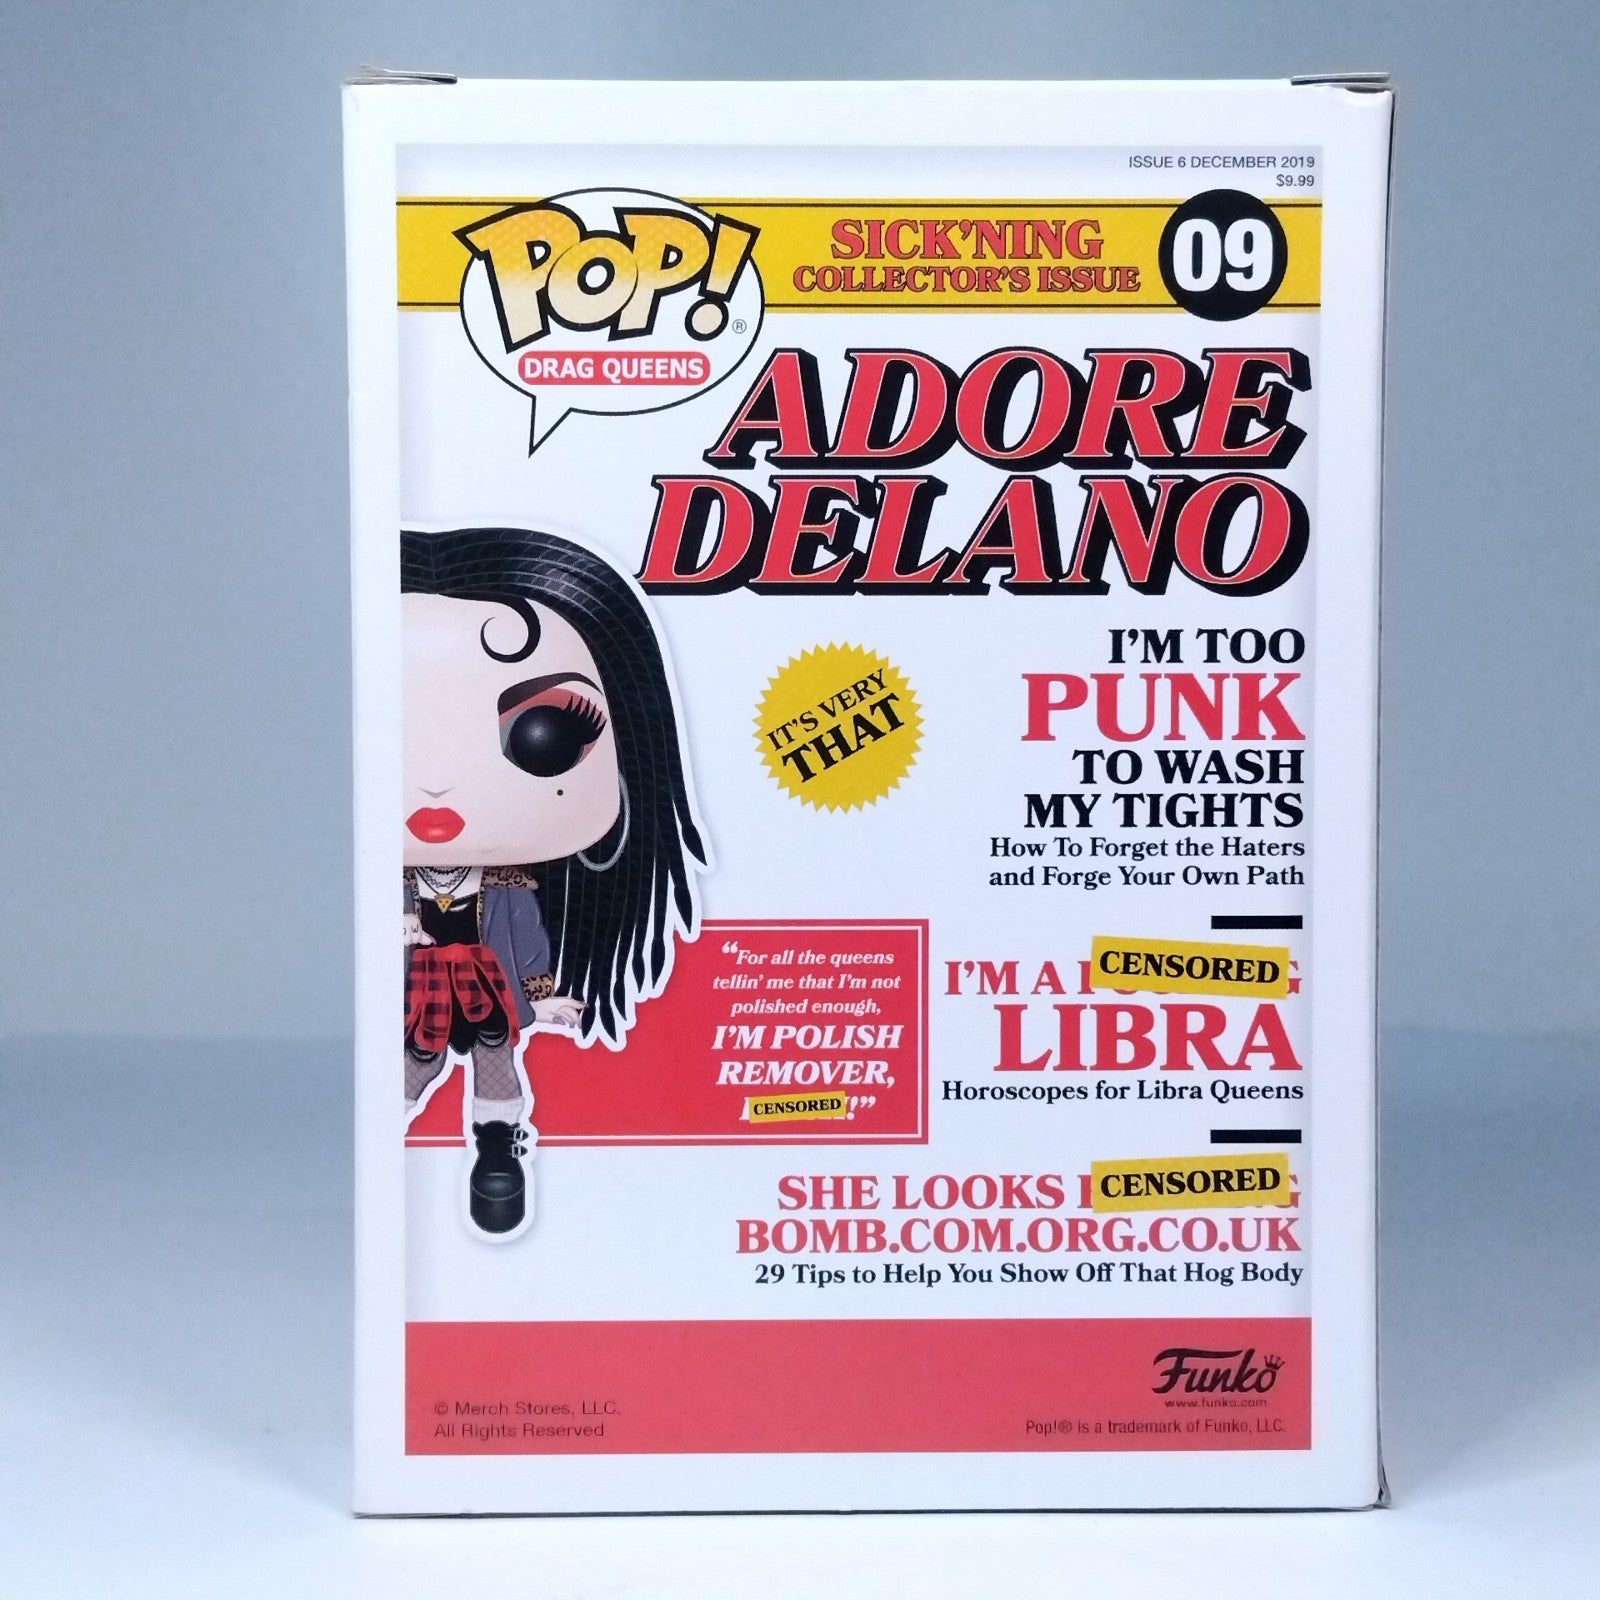 ISSUE 6 DECEMBER 2019
$9.99
POP!®
DRAG QUEENS
SICK'NING
COLLECTOR'S ISSUE
09
ADORE
DELANO
I'M TOO
PUNK
TO WASH
MY TIGHTS
How To Forget the Haters
and Forge Your Own Path
IT'S VERY
THAT
“For all the queens
tellin' me that I'm not
polished enough,
I'M POLISH
REMOVER,
CENSORED !”
I'M A CENSORED
LIBRA
Horoscopes for Libra Queens
SHE LOOKS CENSORED
BOMB.COM.ORG.CO.UK
29 Tips to Help You Show Off That Hog Body
Funko
www.funko.com
© Merch Stores, LLC.
All Rights Reserved
Pop!® is a trademark of Funko, LLC.